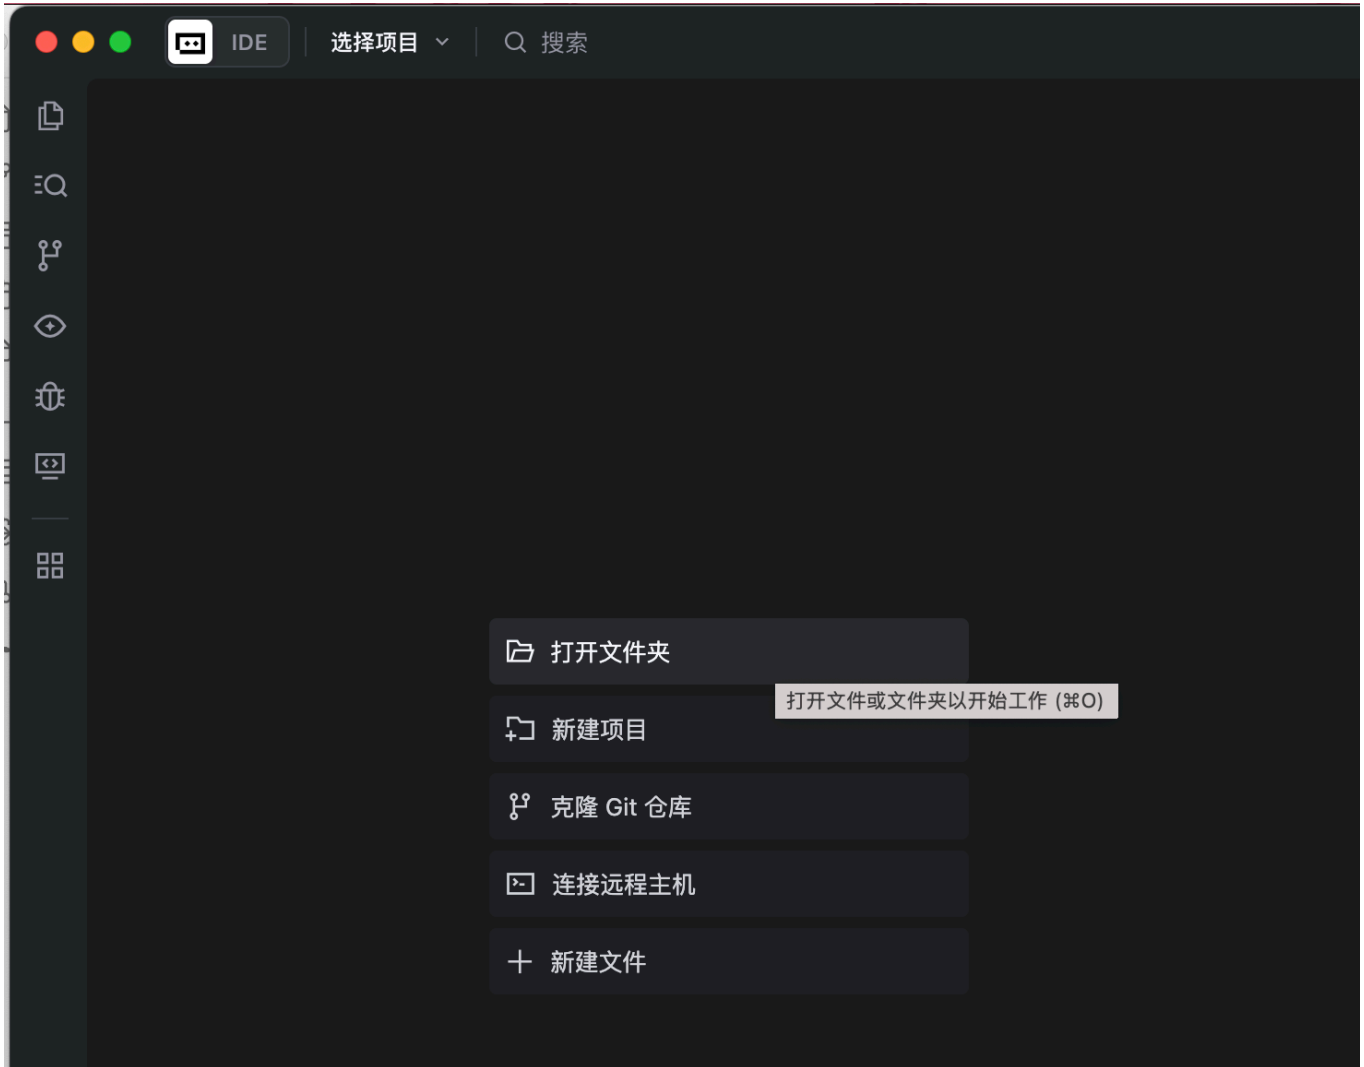 IDE 选择项目 搜索
打开文件夹
打开文件或文件夹以开始工作 (⌘O)
新建项目
克隆 Git 仓库
连接远程主机
新建文件